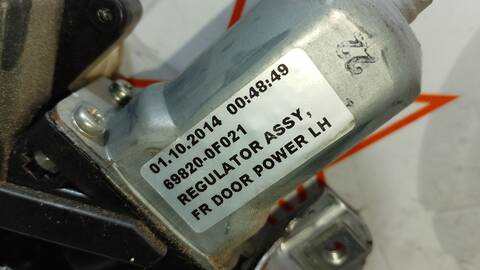 01.10.2014 00:48:49
69820-0F021
REGULATOR ASSY,
FR DOOR POWER LH